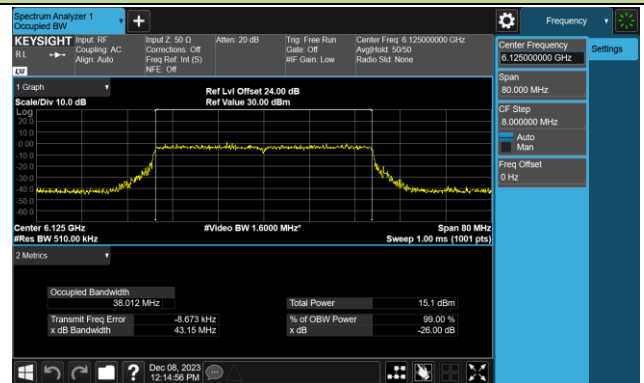 Spectrum Analyzer 1
Occupied BW
Frequency
KEYSIGHT
RL
Input: RF
Coupling: AC
Align: Auto
Input Z: 50 Ω
Corrections: Off
Freq Ref: Int (S)
NFE: Off
Atten: 20 dB
Trig: Free Run
Gate: Off
#IF Gain: Low
Center Freq: 6.125000000 GHz
Avg|Hold: 50/50
Radio Std: None
Center Frequency
6.125000000 GHz
Settings
Span
80.000 MHz
CF Step
8.000000 MHz
Auto
Man
Freq Offset
0 Hz
1 Graph
Scale/Div 10.0 dB
Ref Lvl Offset 24.00 dB
Ref Value 30.00 dBm
Log
20.0
10.0
0.00
-10.0
-20.0
-30.0
-40.0
-50.0
-60.0
Center 6.125 GHz
#Res BW 510.00 kHz
#Video BW 1.6000 MHz*
Span 80 MHz
Sweep 1.00 ms (1001 pts)
2 Metrics
Occupied Bandwidth
38.012 MHz
Transmit Freq Error -8.673 kHz
x dB Bandwidth 43.15 MHz
Total Power 15.1 dBm
% of OBW Power 99.00 %
x dB -26.00 dB
?
Dec 08, 2023
12:14:56 PM